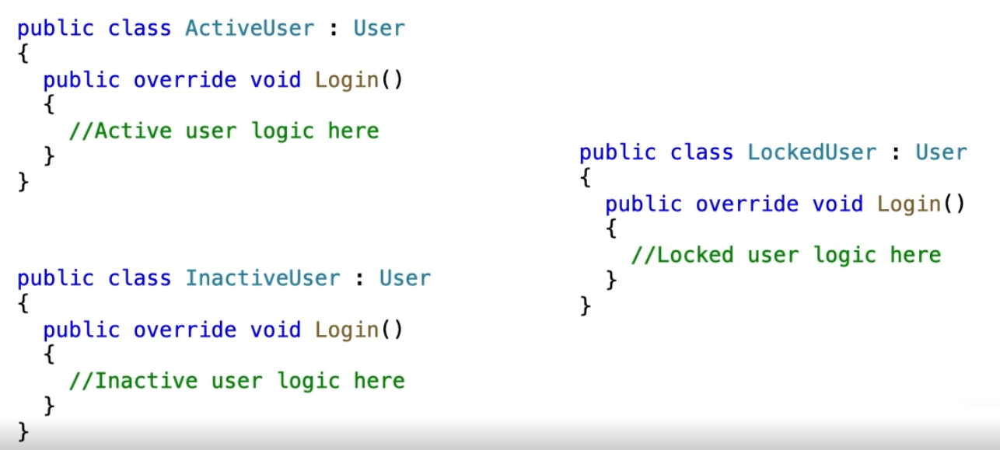 public class ActiveUser : User
{
  public override void Login()
  {
    //Active user logic here
  }
}
public class InactiveUser : User
{
  public override void Login()
  {
    //Inactive user logic here
  }
}
public class LockedUser : User
{
  public override void Login()
  {
    //Locked user logic here
  }
}